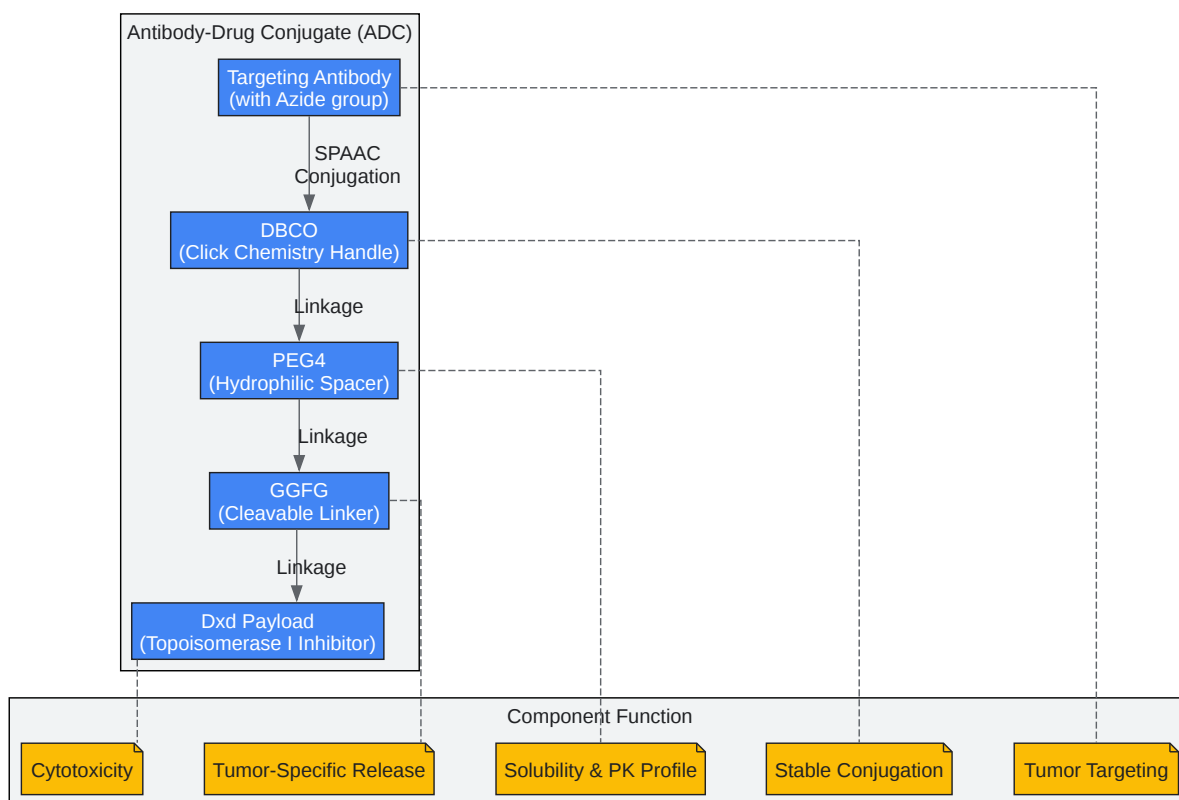 Antibody-Drug Conjugate (ADC)
Targeting Antibody
(with Azide group)
SPAAC
Conjugation
DBCO
(Click Chemistry Handle)
Linkage
PEG4
(Hydrophilic Spacer)
Linkage
GGFG
(Cleavable Linker)
Linkage
Dxd Payload
(Topoisomerase I Inhibitor)
Component Function
Cytotoxicity
Tumor-Specific Release
Solubility & PK Profile
Stable Conjugation
Tumor Targeting